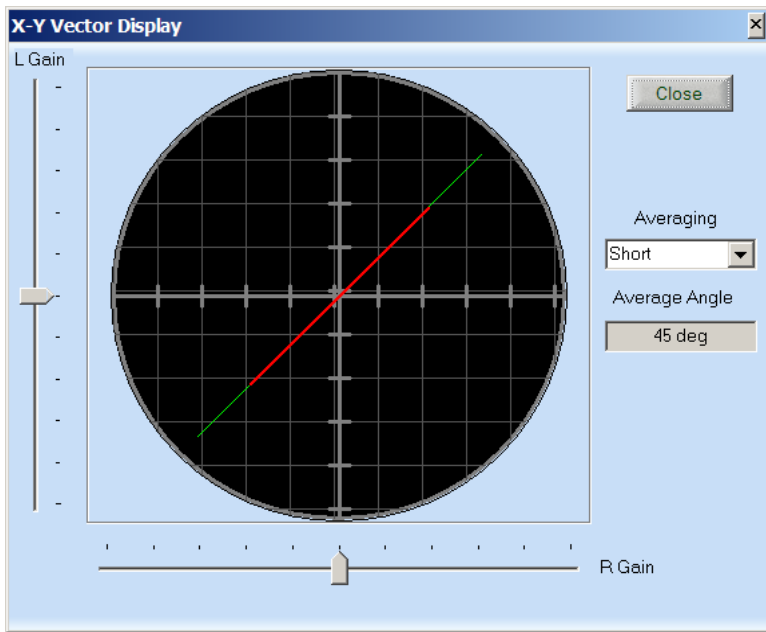 X-Y Vector Display
L Gain
Close
Averaging
Short
Average Angle
45 deg
R Gain